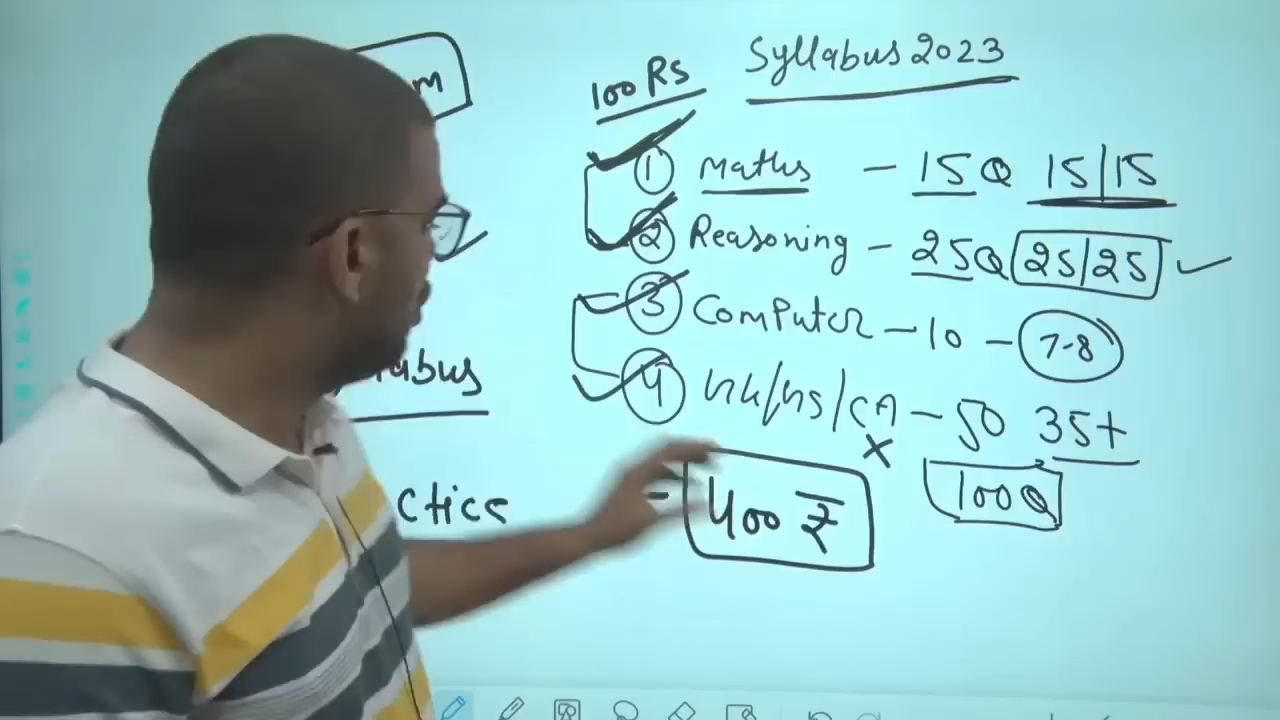 m
100 RS Syllabus 2023
① Maths - 15Q 15|15
② Reasoning - 25Q 25/25 ✓
③ Computer - 10 - 7-8
abus
④ GK/GS/CA - 50 35+
×
400 ₹ 100Q
ctice